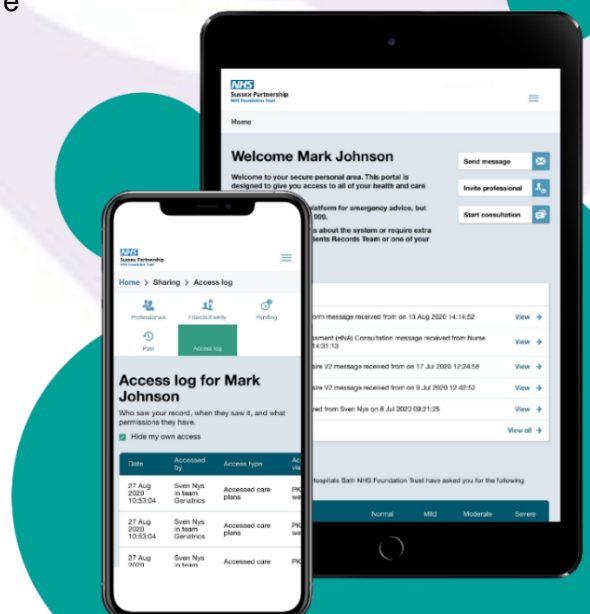 e
NHS
Sussex Partnership
NHS Foundation Trust
Home
Welcome Mark Johnson
Welcome to your secure personal area. This portal is
designed to give you access to all of your health and care
platform for emergency advice, but
999.
about the system or require extra
Records Team or one of your
Send message
Invite professional
Start consultation
message received from on 13 Aug 2020 14:14:52
View
(HNA) Consultation message received from Nurse
14:31:13
View
V2 message received from on 17 Jul 2020 12:24:58
View
V2 message received from on 9 Jul 2020 12:42:52
View
from Sven Nys on 8 Jul 2020 09:21:25
View
View all
Hospitals Bath NHS Foundation Trust have asked you for the following
Normal
Mild
Moderate
Severe
NHS
Sussex Partnership
NHS Foundation Trust
Home > Sharing > Access log
Professionals
Friends/Family
Pending
Past
Access log
Access log for Mark
Johnson
Who saw your record, when they saw it, and what
permissions they have.
Hide my own access
Date
Accessed
by
Access type
27 Aug
2020
10:53:04
Sven Nys
in team
Geriatrics
Accessed care
plans
27 Aug
2020
10:53:04
Sven Nys
in team
Geriatrics
Accessed care
plans
27 Aug
2020
Sven Nys
in team
Accessed care